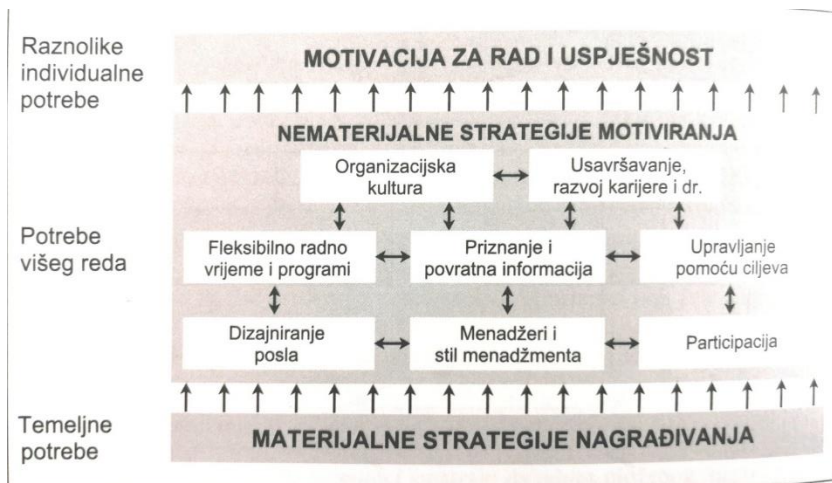 Raznolike
individualne
potrebe
MOTIVACIJA ZA RAD I USPJEŠNOST
NEMATERIJALNE STRATEGIJE MOTIVIRANJA
Organizacijska
kultura
Usavršavanje,
razvoj karijere i dr.
Potrebe
višeg reda
Fleksibilno radno
vrijeme i programi
Priznanje i
povratna informacija
Upravljanje
pomoću ciljeva
Dizajniranje
posla
Menadžeri i
stil menadžmenta
Participacija
Temeljne
potrebe
MATERIJALNE STRATEGIJE NAGRAĐIVANJA